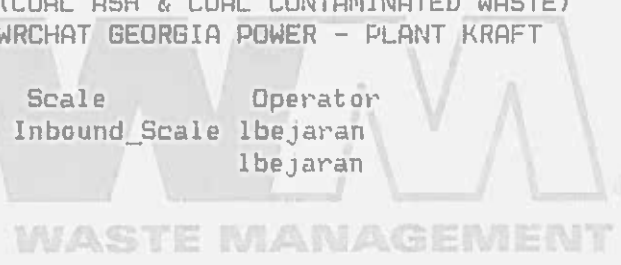 (COAL ASH & COAL CONTAMINATED WASTE)
WRCHAT GEORGIA POWER - PLANT KRAFT
Scale Operator
Inbound_Scale lbejaran
lbejaran
WASTE MANAGEMENT